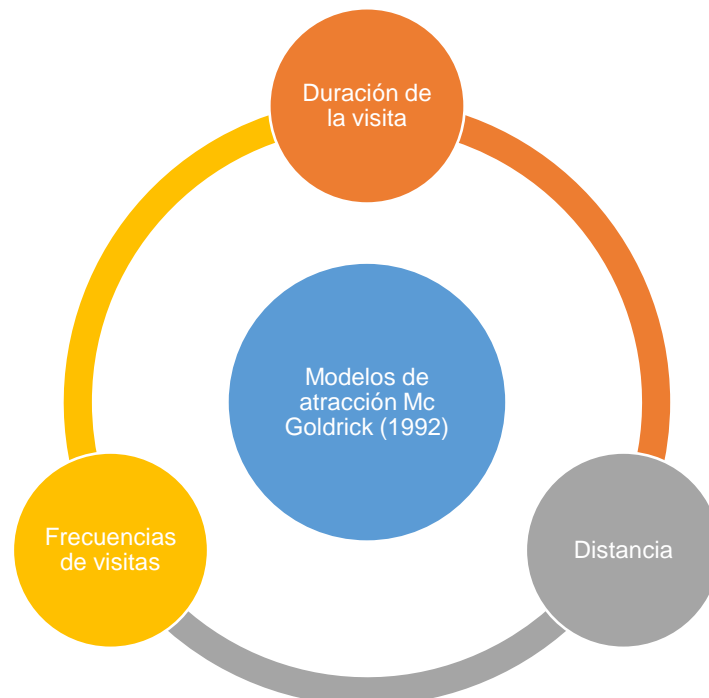 Duración de
la visita
Modelos de
atracción Mc
Goldrick (1992)
Frecuencias
de visitas
Distancia